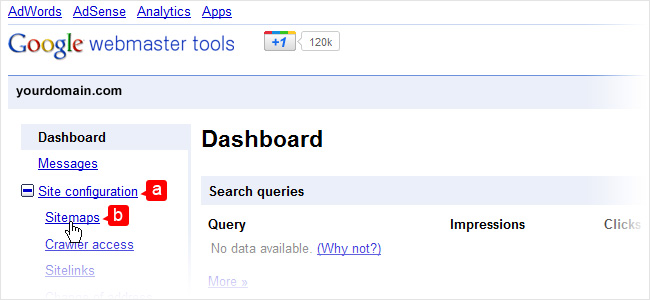 AdWords AdSense Analytics Apps
Google webmaster tools +1 120k
yourdomain.com
Dashboard
Messages
Site configuration a
Sitemaps b
Crawler access
Sitelinks
Dashboard
Search queries
Query Impressions Clicks
No data available. (Why not?)
More »